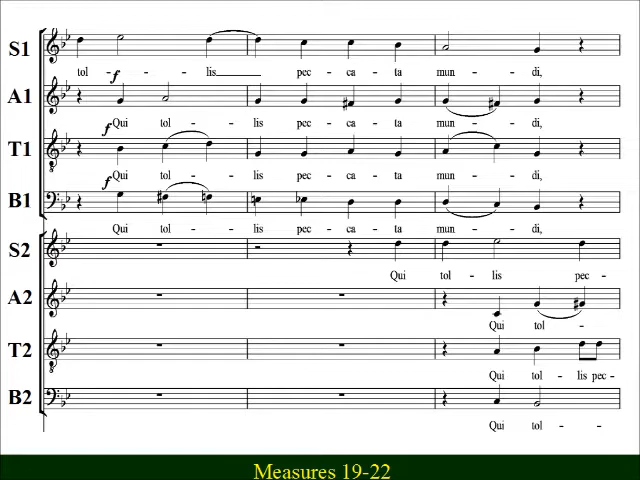 S1
tol - - - lis pec- ca - ta mun - di,
f
A1
Qui tol - - lis pec - ca - ta mun - di,
f
T1
Qui tol - - lis pec - ca - ta mun - di,
f
B1
Qui tol - - lis pec - ca - ta mun - di,
S2
Qui tol - lis pec-
A2
Qui tol -
T2
Qui tol - lis pec -
B2
Qui tol - -
Measures 19-22